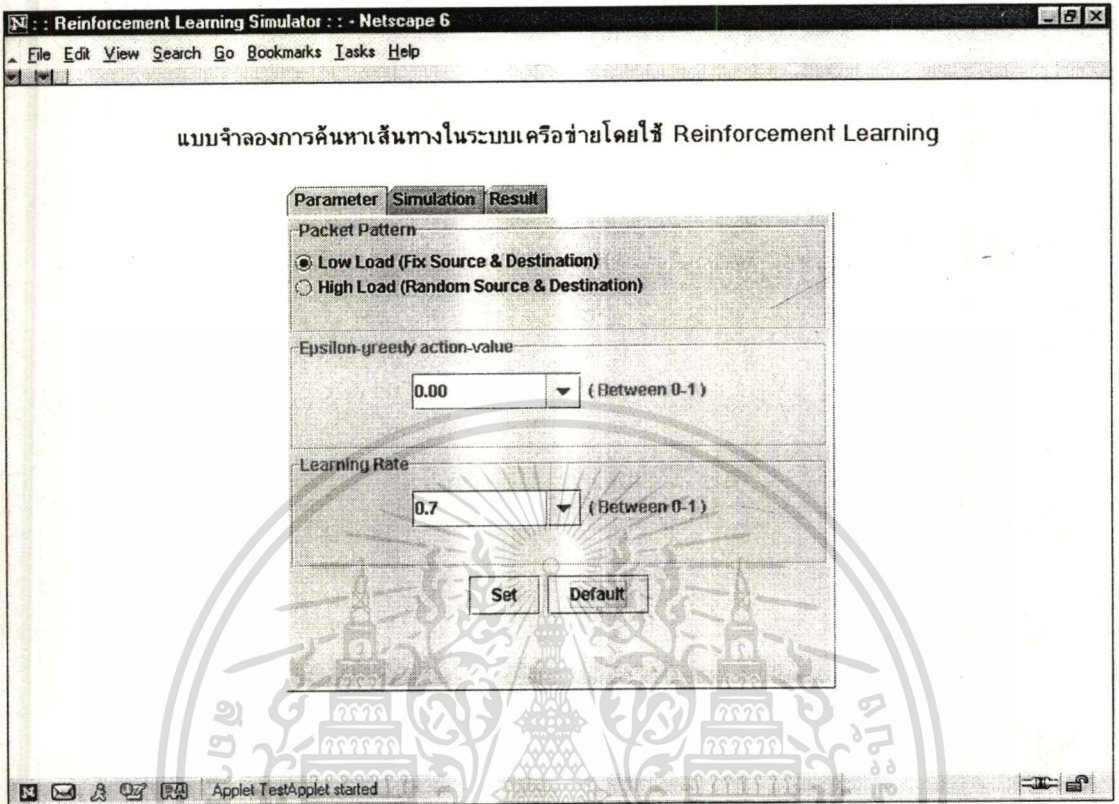 : : Reinforcement Learning Simulator : : - Netscape 6
File Edit View Search Go Bookmarks Tasks Help
แบบจำลองการค้นหาเส้นทางในระบบเครือข่ายโดยใช้ Reinforcement Learning
Parameter Simulation Result
Packet Pattern
Low Load (Fix Source & Destination)
High Load (Random Source & Destination)
Epsilon-greedy action-value
0.00 ( Between 0-1 )
Learning Rate
0.7 ( Between 0-1 )
Set Default
Applet TestApplet started